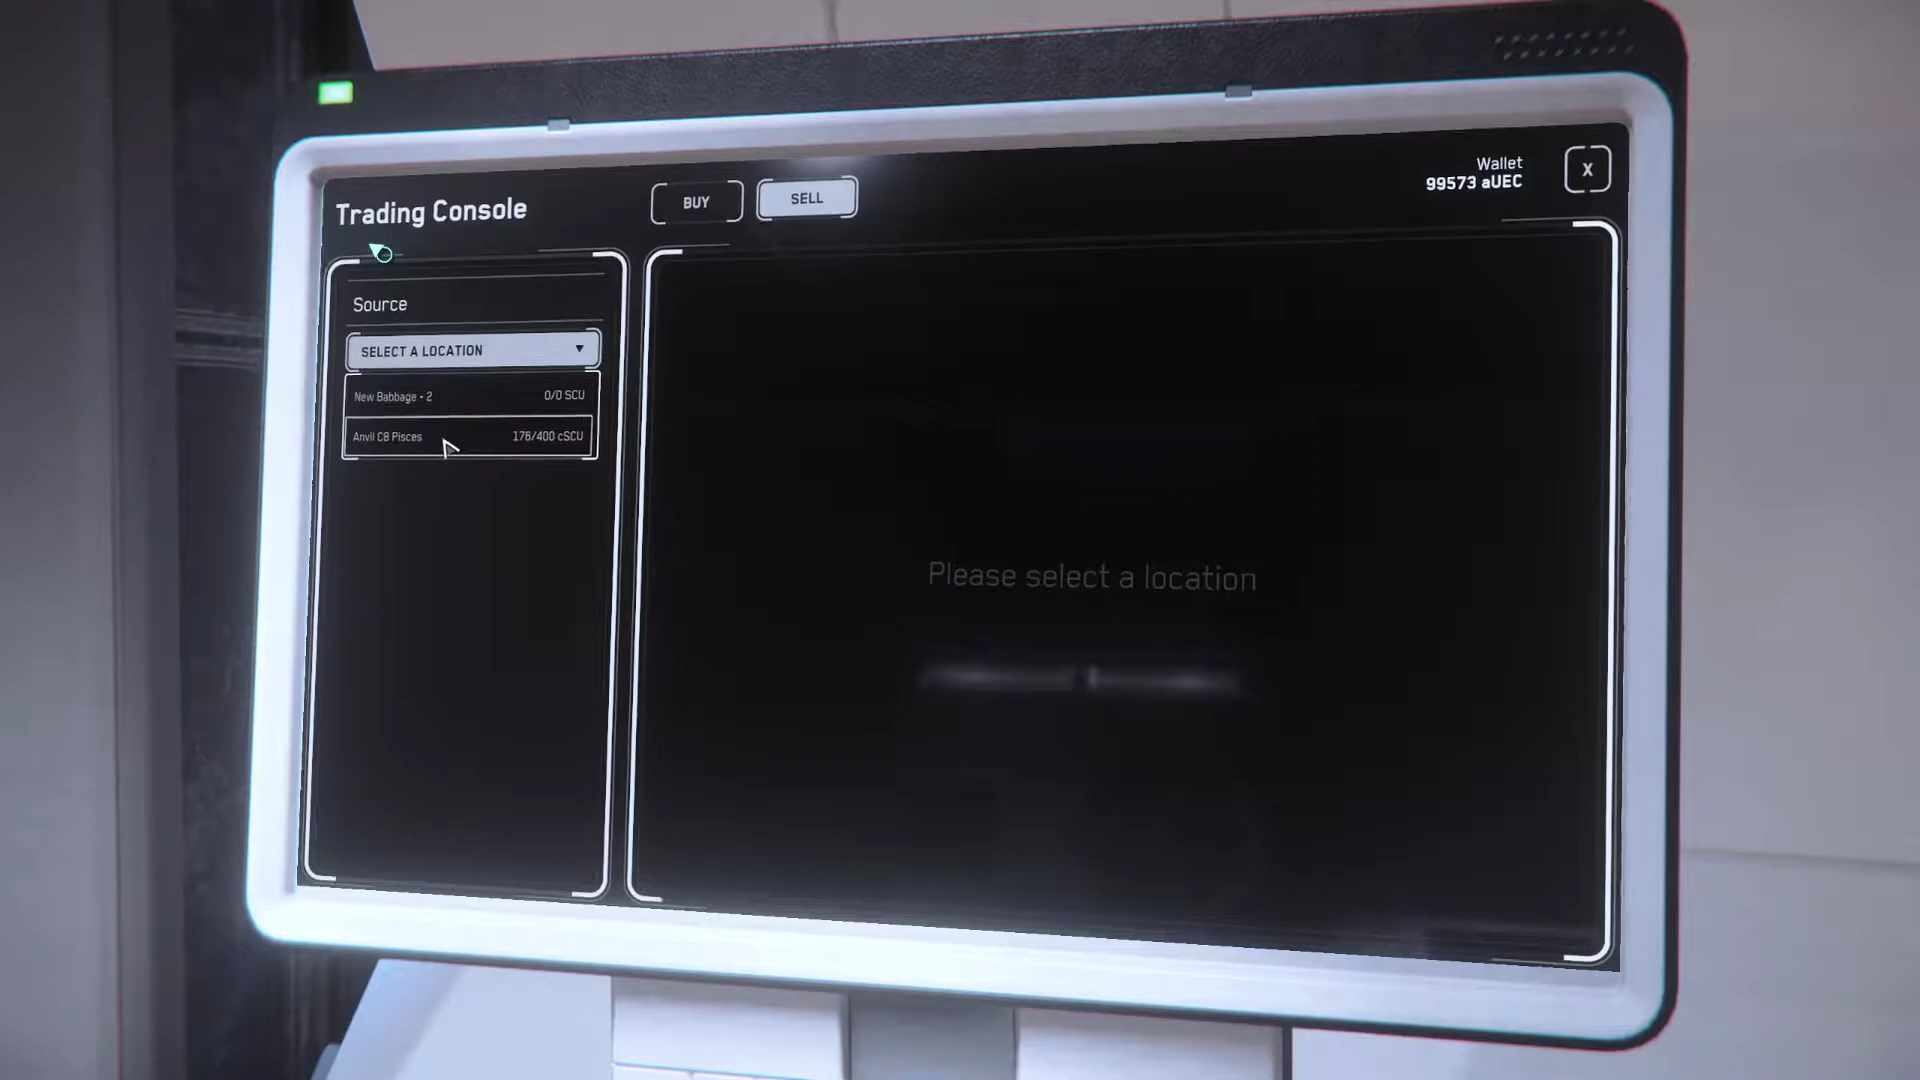 Trading Console
BUY
SELL
Wallet
99573 aUEC
X
Source
SELECT A LOCATION
New Babbage - 2
0/0 SCU
Anvil C8 Pisces
176/400 cSCU
Please select a location